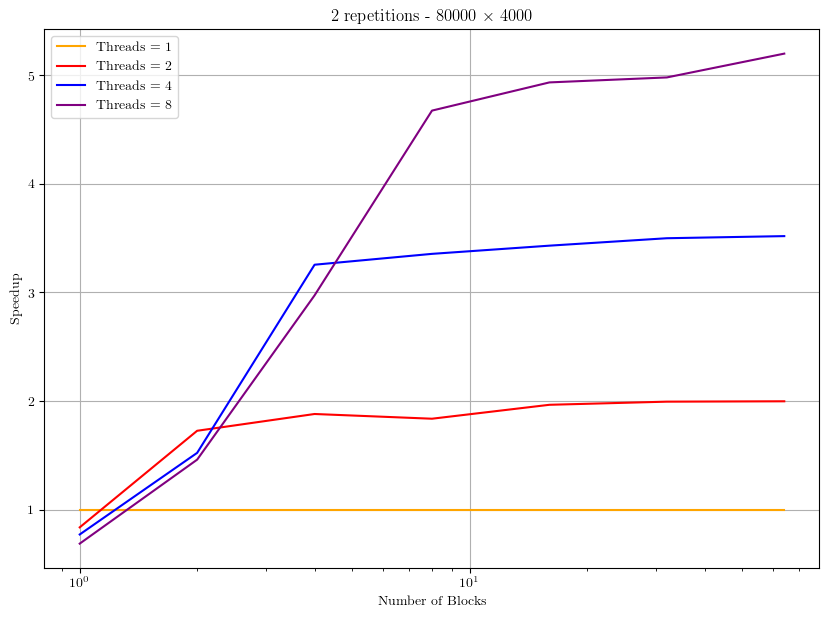 2 repetitions - 80000 × 4000
Threads = 1
Threads = 2
Threads = 4
Threads = 8
5
4
3
2
1
Speedup
10⁰
10¹
Number of Blocks